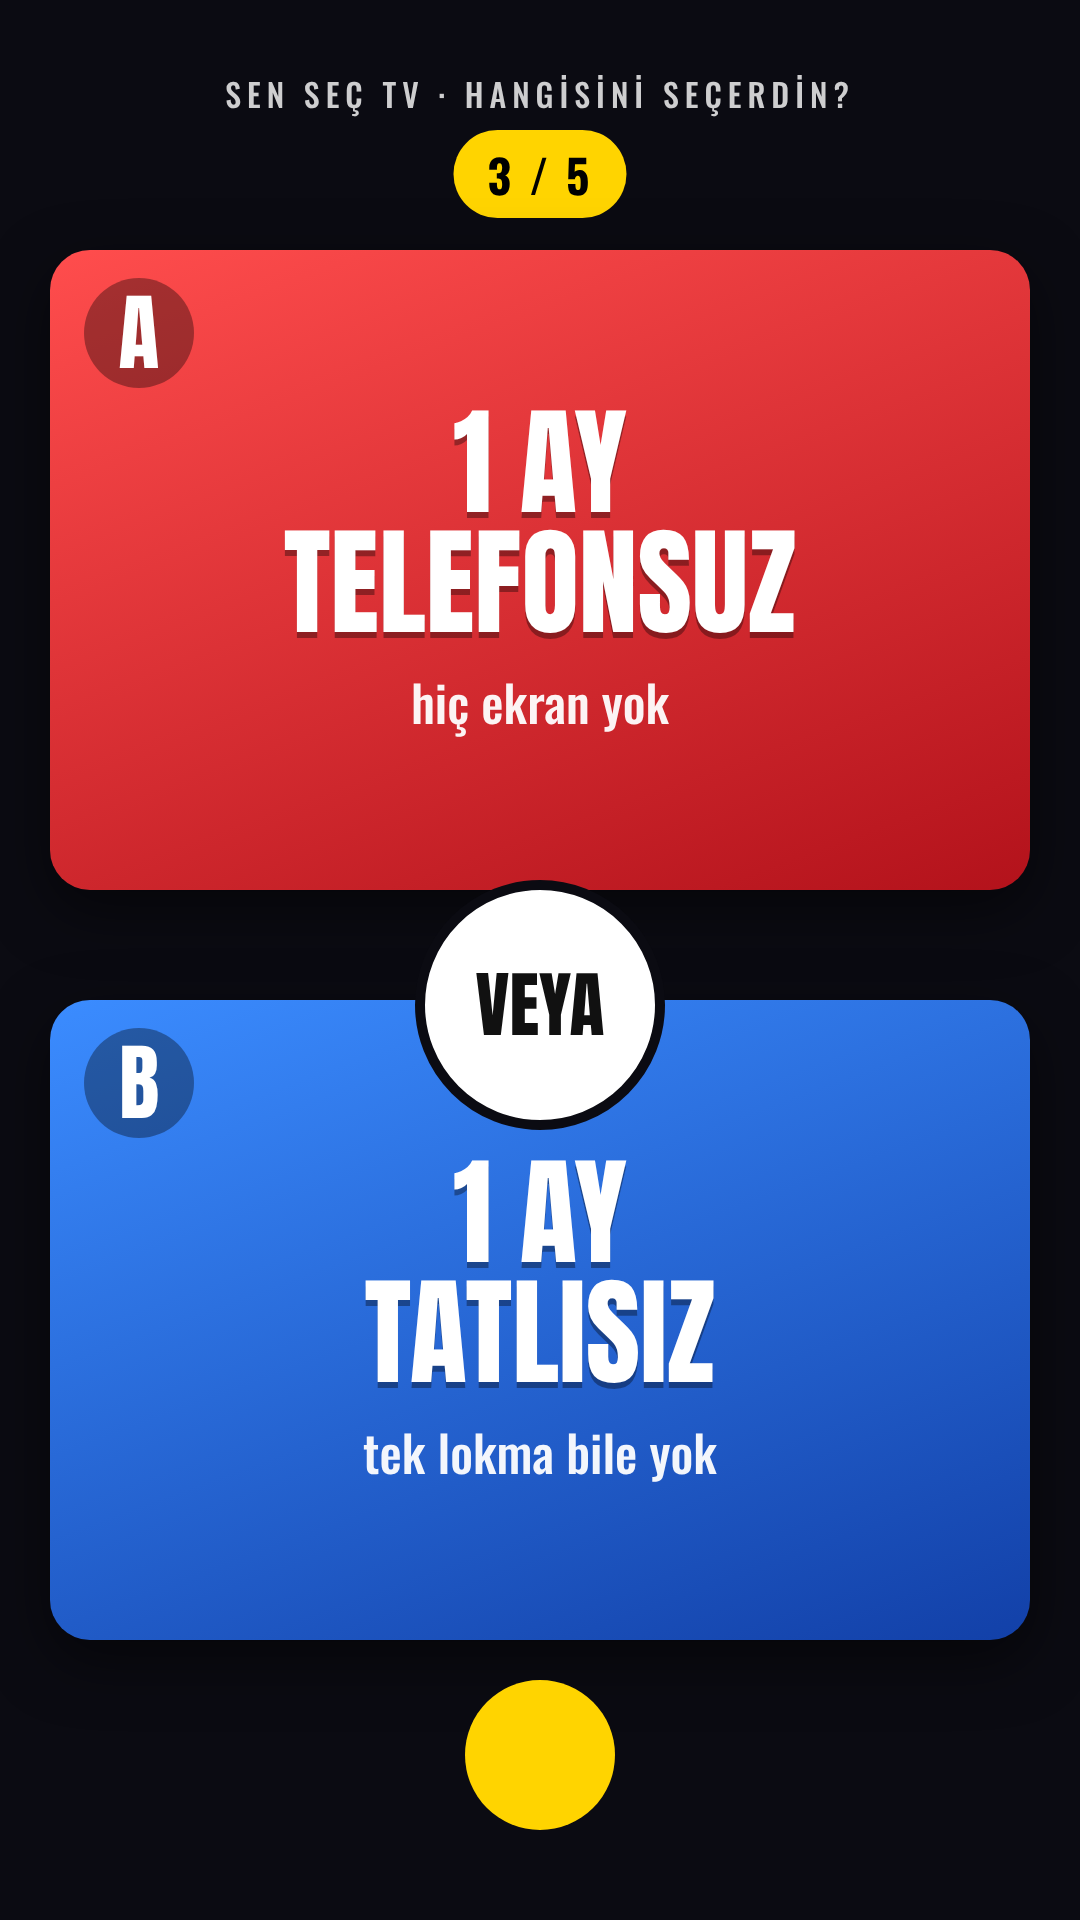 SEN SEÇ TV · HANGİSİNİ SEÇERDİN?
3 / 5
A
1 AY
TELEFONSUZ
hiç ekran yok
VEYA
B
1 AY
TATLISIZ
tek lokma bile yok